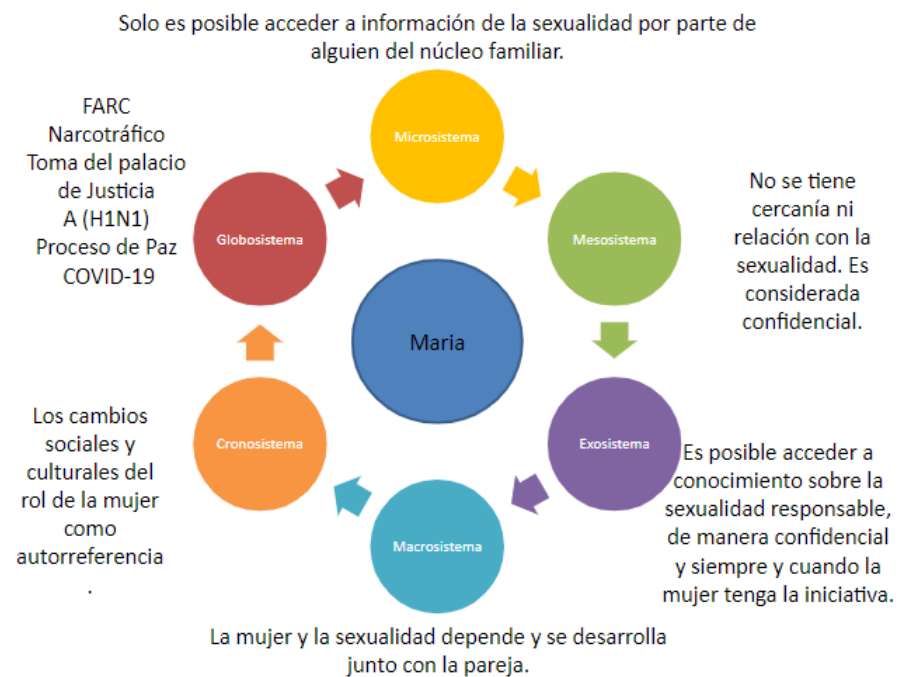 Solo es posible acceder a información de la sexualidad por parte de
alguien del núcleo familiar.
Microsistema
FARC
Narcotráfico
Toma del palacio
de Justicia
A (H1N1)
Proceso de Paz
COVID-19
Globosistema
Mesosistema
No se tiene
cercanía ni
relación con la
sexualidad. Es
considerada
confidencial.
Maria
Los cambios
sociales y
culturales del
rol de la mujer
como
autorreferencia
.
Cronosistema
Exosistema
Es posible acceder a
conocimiento sobre la
sexualidad responsable,
de manera confidencial
y siempre y cuando la
mujer tenga la iniciativa.
Macrosistema
La mujer y la sexualidad depende y se desarrolla
junto con la pareja.